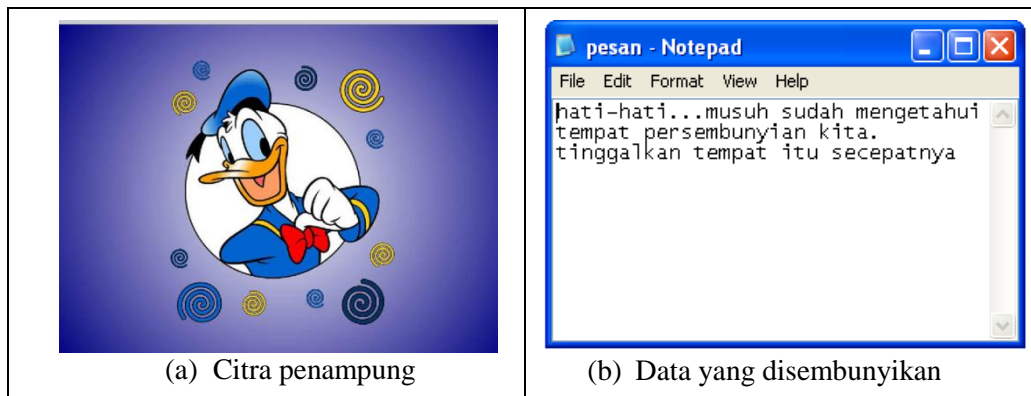 pesan - Notepad
File Edit Format View Help
hati-hati...musuh sudah mengetahui
tempat persembunyian kita.
tinggalkan tempat itu secepatnya
(a) Citra penampung
(b) Data yang disembunyikan